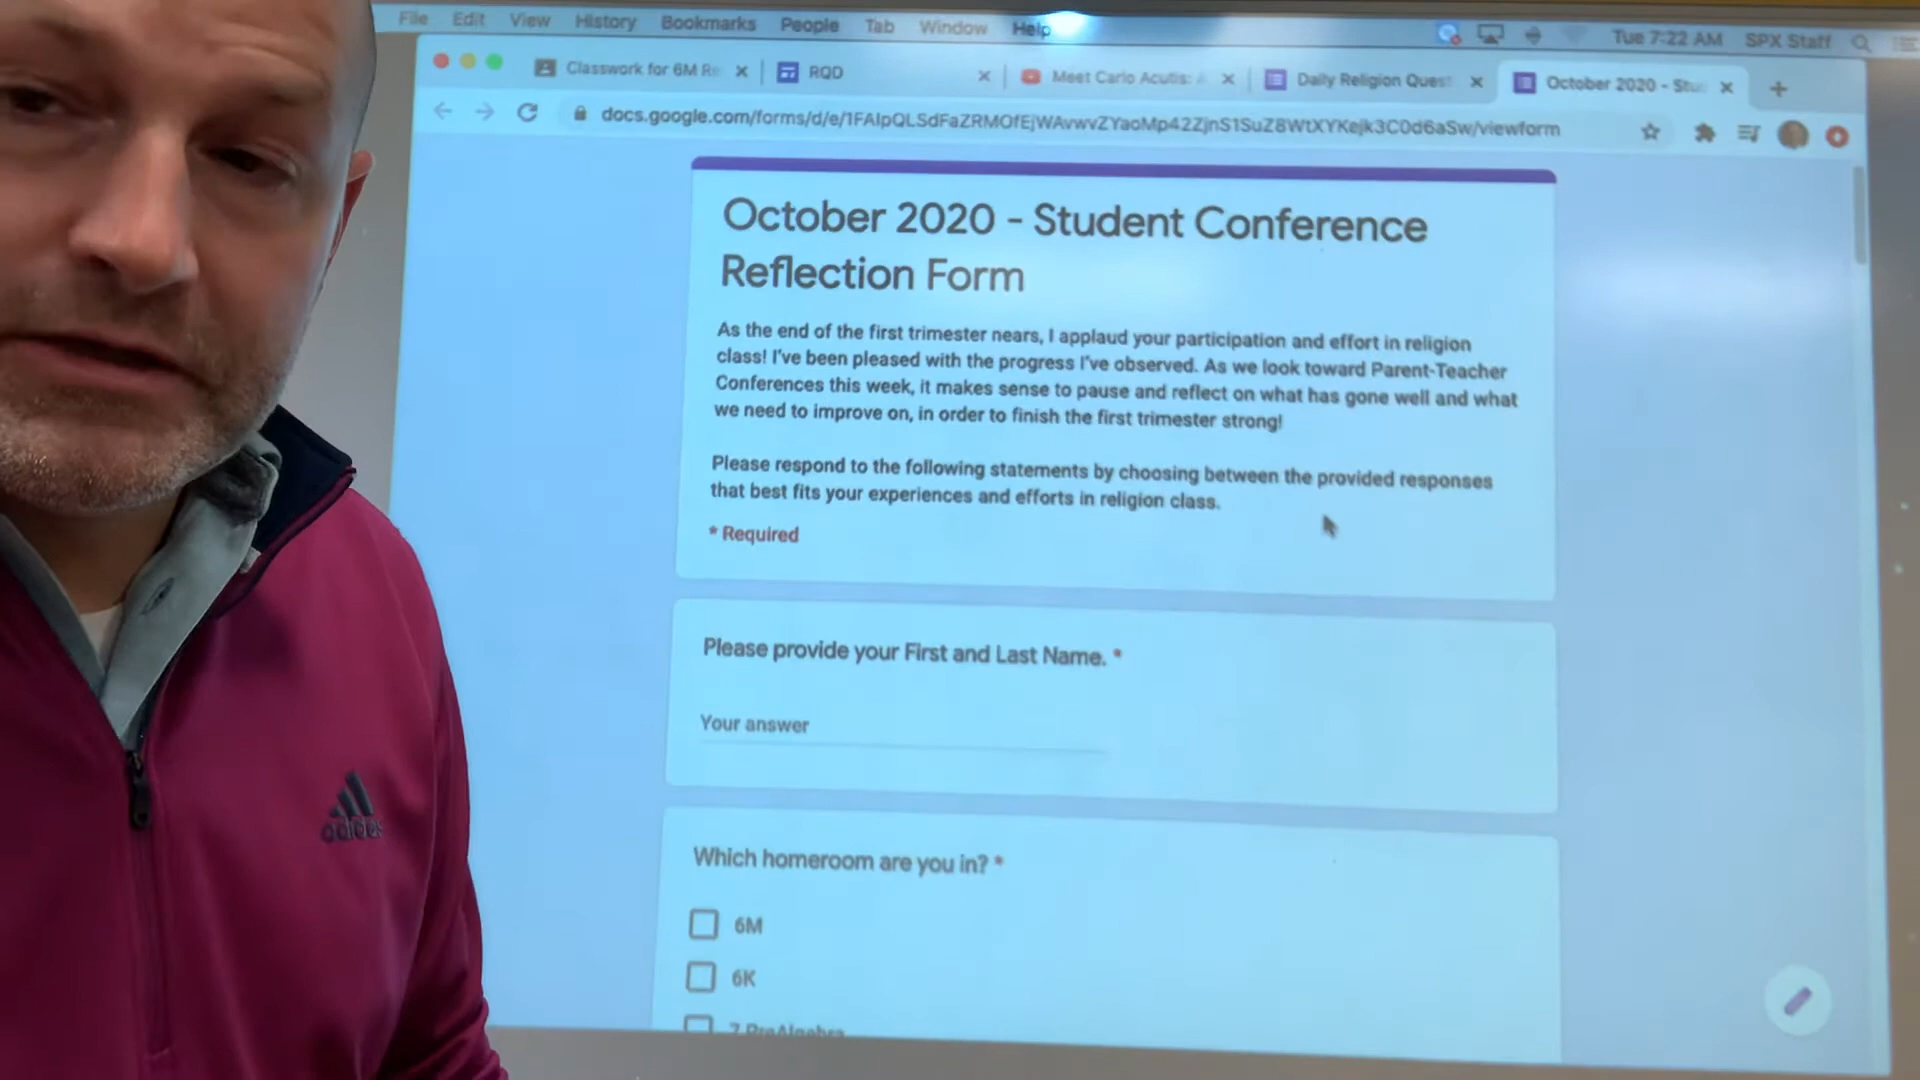 File Edit View History Bookmarks People Tab Window Help Tue 7:22 AM SPX Staff
Classwork for 6M Re RQD Meet Carlo Acutis: Daily Religion Quest October 2020 - Stu
docs.google.com/forms/d/e/1FAIpQLSdFaZRMOfEjWAvwvZYaoMp42ZjnS1SuZ8WtXYKejk3C0d6aSw/viewform
October 2020 - Student Conference
Reflection Form
As the end of the first trimester nears, I applaud your participation and effort in religion
class! I've been pleased with the progress I've observed. As we look toward Parent-Teacher
Conferences this week, it makes sense to pause and reflect on what has gone well and what
we need to improve on, in order to finish the first trimester strong!
Please respond to the following statements by choosing between the provided responses
that best fits your experiences and efforts in religion class.
* Required
Please provide your First and Last Name. *
Your answer
Which homeroom are you in? *
6M
6K
7 PreAlgebra
adidas